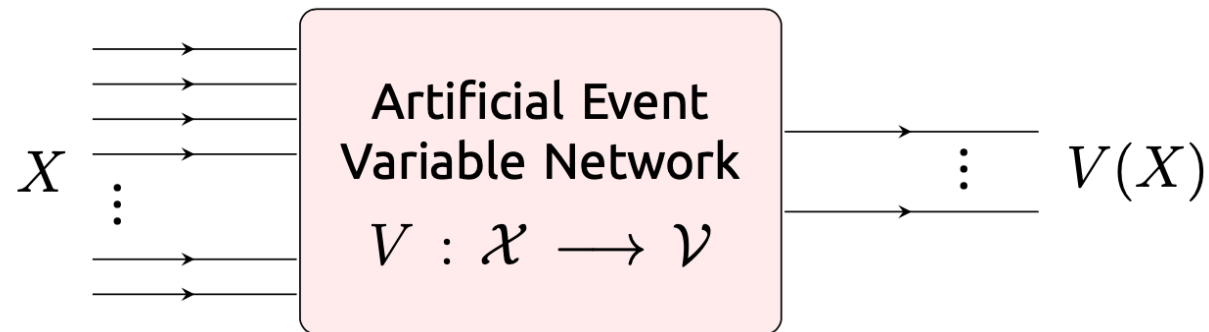 Artificial Event
Variable Network
X
⋮
⋮
V(X)
V : 𝒳 ⟶ 𝒱